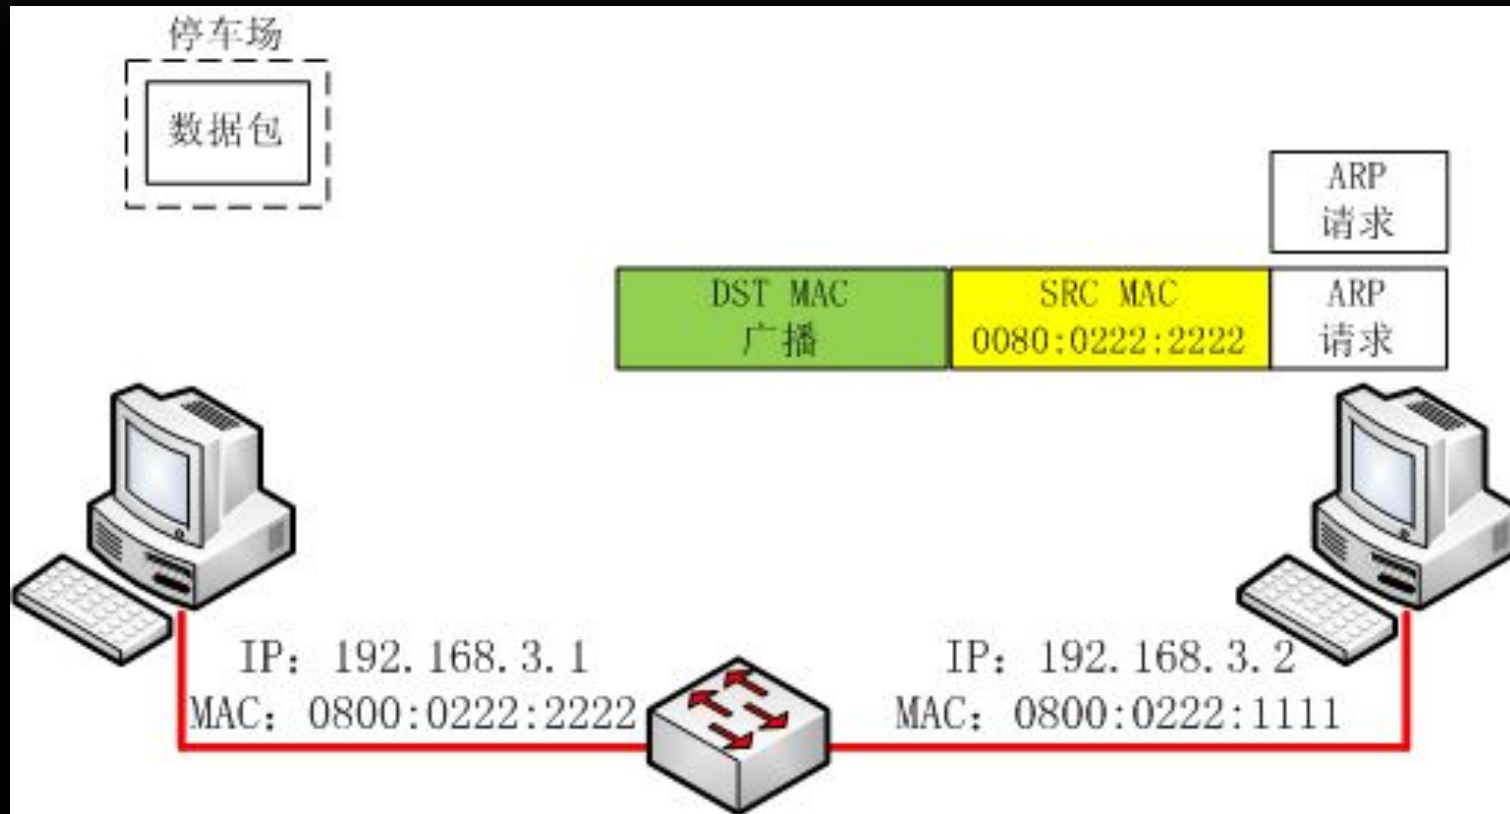 停车场
数据包
ARP
请求
DST MAC
广播
SRC MAC
0080:0222:2222
ARP
请求
IP: 192.168.3.1
MAC: 0800:0222:2222
IP: 192.168.3.2
MAC: 0800:0222:1111